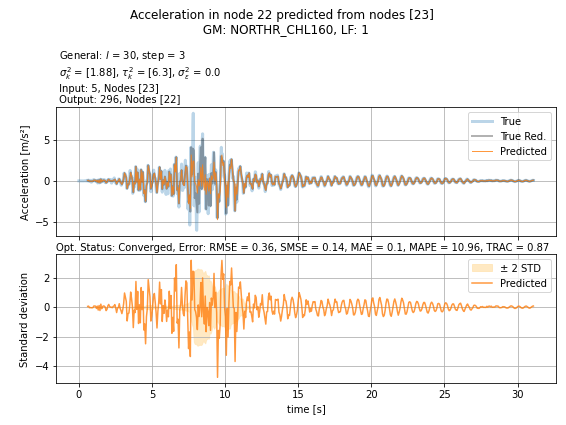 Acceleration in node 22 predicted from nodes [23]
GM: NORTHR_CHL160, LF: 1
General: l = 30, step = 3
σ²ₖ = [1.88], τ²ₖ = [6.3], σ²ε = 0.0
Input: 5, Nodes [23]
Output: 296, Nodes [22]
Acceleration [m/s²]
5
0
−5
True
True Red.
Predicted
Opt. Status: Converged, Error: RMSE = 0.36, SMSE = 0.14, MAE = 0.1, MAPE = 10.96, TRAC = 0.87
Standard deviation
2
0
−2
−4
± 2 STD
Predicted
0 5 10 15 20 25 30
time [s]